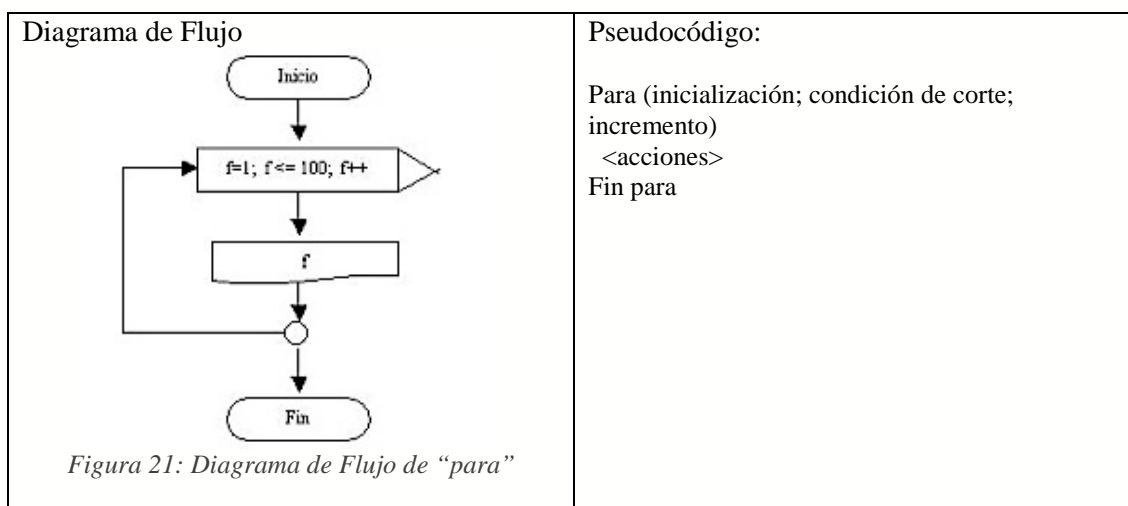 Diagrama de Flujo
Inicio
f=1; f <= 100; f++
f
Fin
Figura 21: Diagrama de Flujo de “para”
Pseudocódigo:
Para (inicialización; condición de corte;
incremento)
<acciones>
Fin para